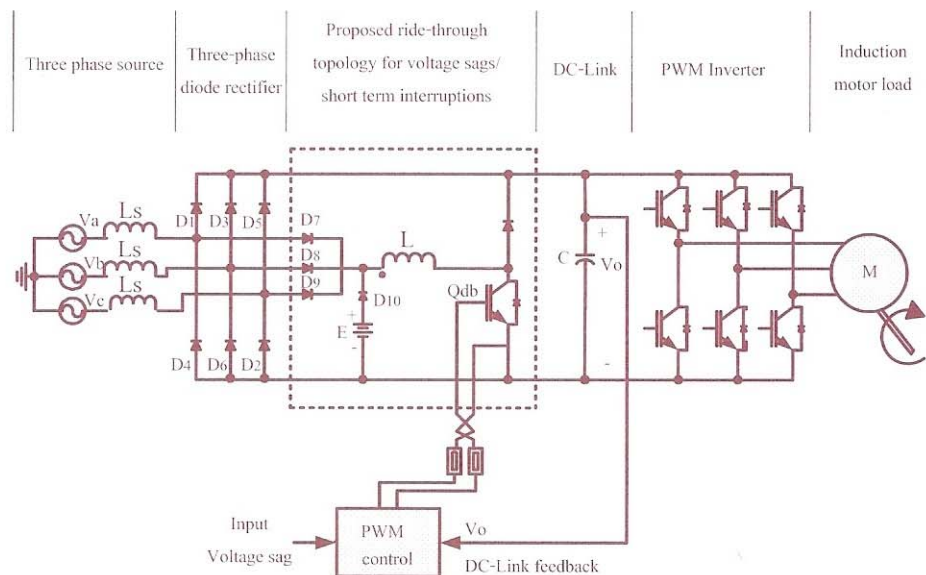 Three phase source
Three-phase
diode rectifier
Proposed ride-through
topology for voltage sags/
short term interruptions
DC-Link
PWM Inverter
Induction
motor load
Va
Ls
Vb
Ls
Vc
Ls
D1
D3
D5
D4
D6
D2
D7
D8
D9
L
D10
+
E
-
Qdb
+
C
Vo
-
M
Input
Voltage sag
PWM
control
Vo
DC-Link feedback